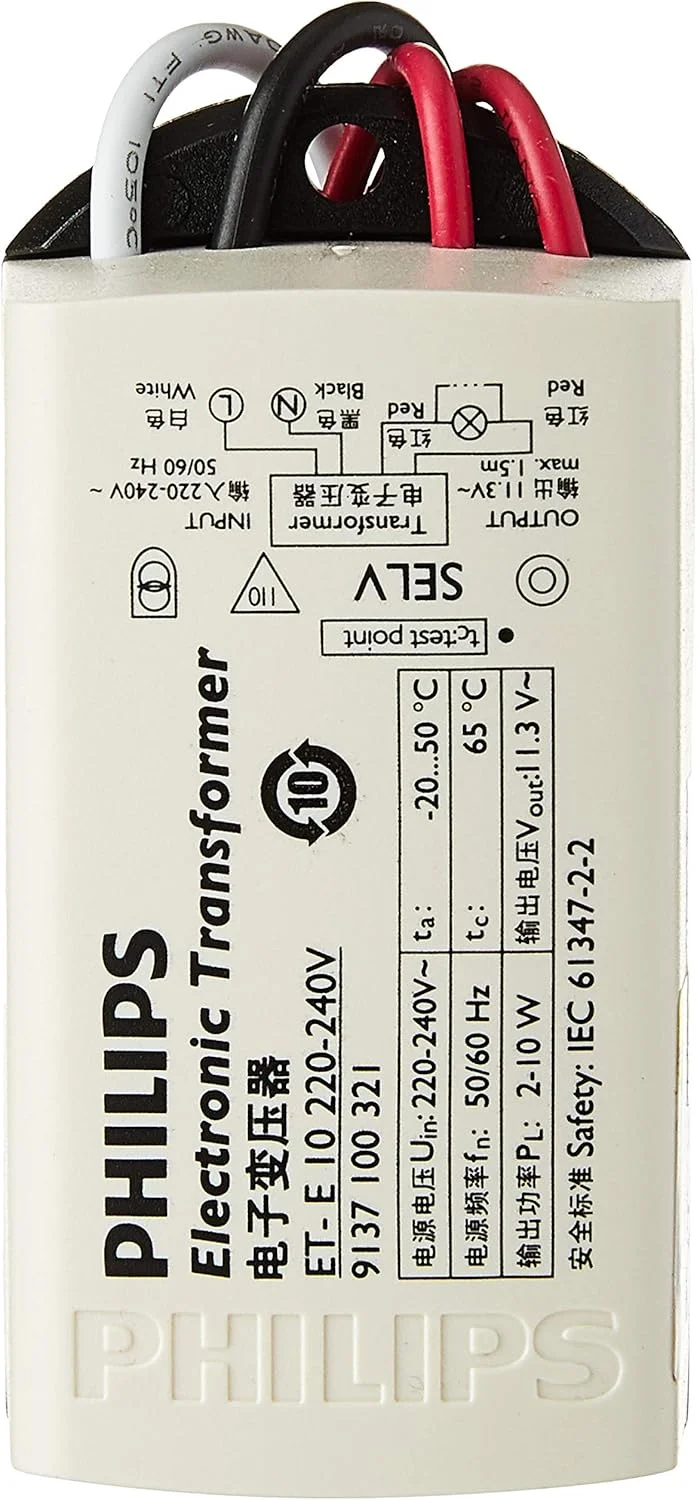 AWG FTI 105°C
白色 White
L
N
黑色 Black
红色 Red
红色 Red
INPUT
输入220-240V~
50/60 Hz
Transformer
电子变压器
OUTPUT
输出 11.3V~
max. 1.5m
110
SELV
tc:test point
PHILIPS
Electronic Transformer
电子变压器
10
ET- E 10 220-240V
9137 100 321
电源电压Uin: 220-240V~ ta: -20...50 °C
电源频率fn: 50/60 Hz tc: 65 °C
输出功率PL: 2-10 W 输出电压Vout:11.3 V~
安全标准 Safety: IEC 61347-2-2
PHILIPS